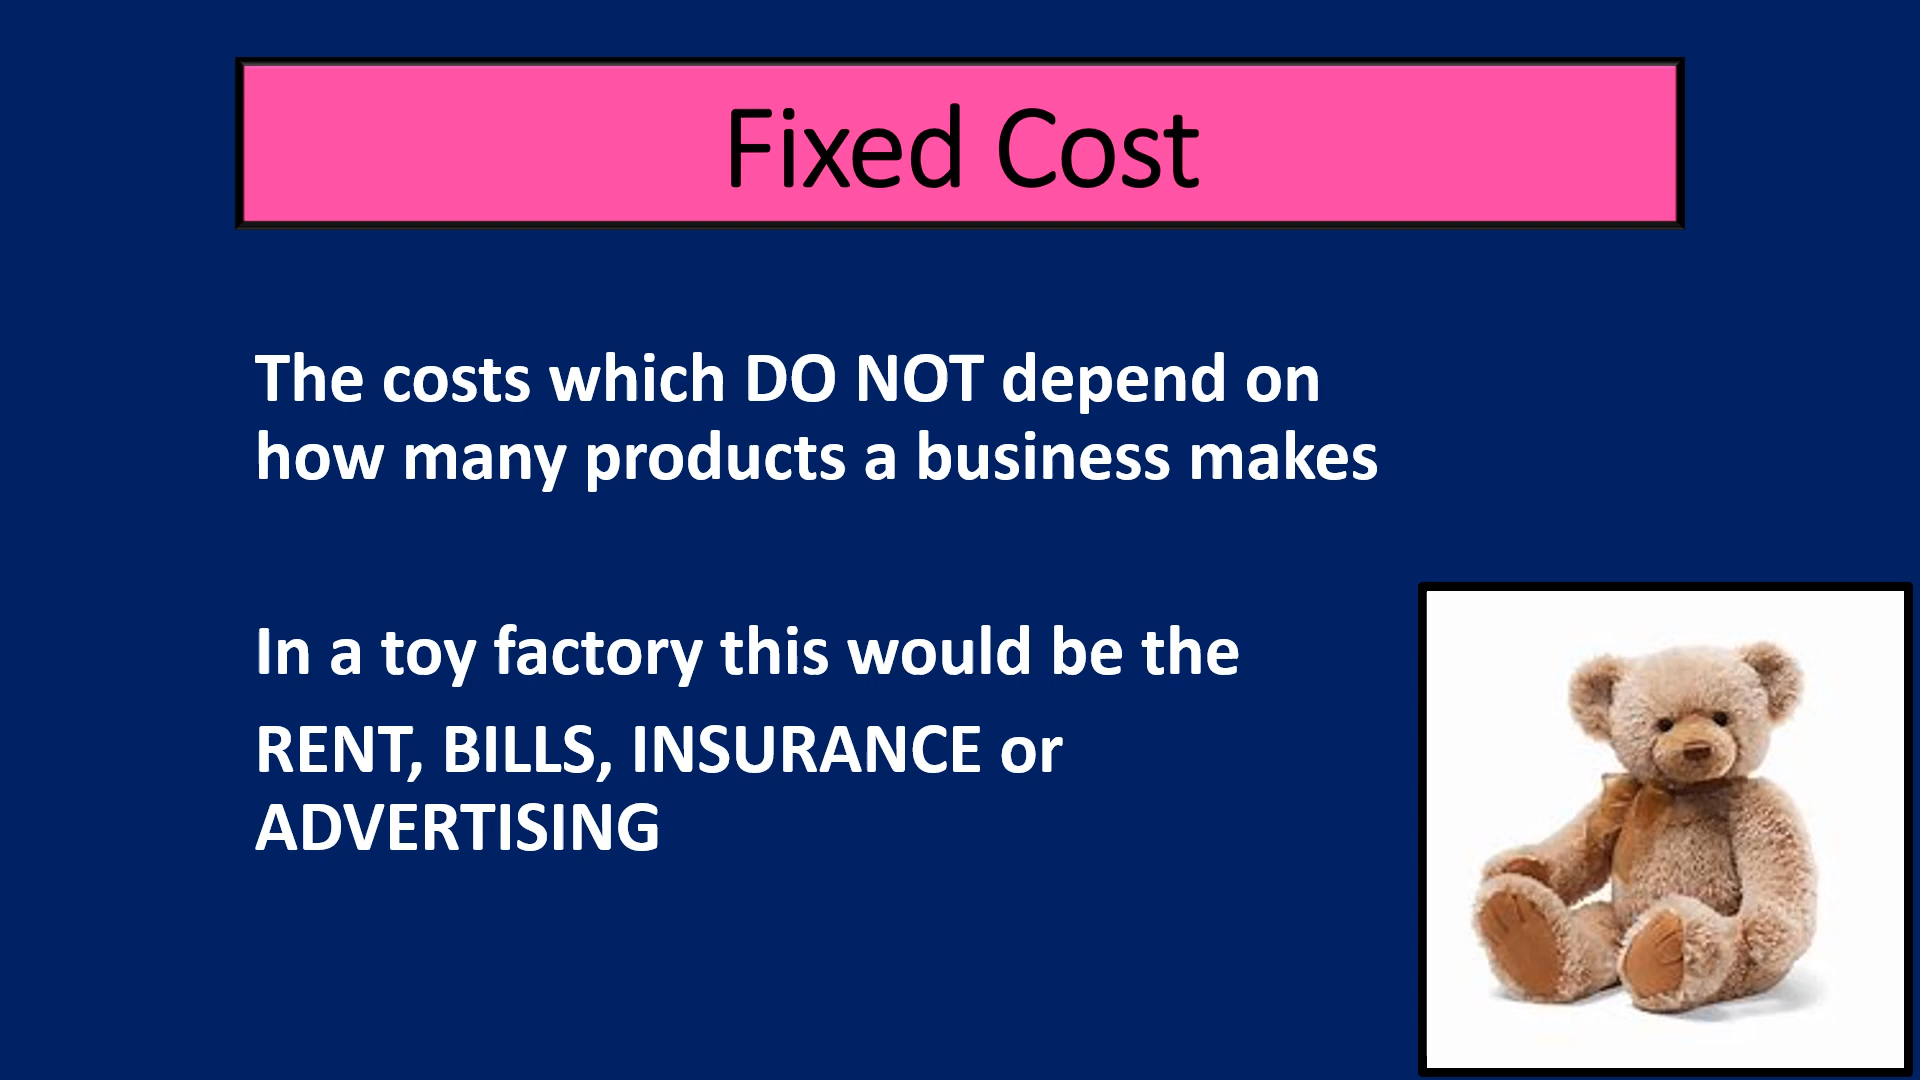 Fixed Cost
The costs which DO NOT depend on
how many products a business makes
In a toy factory this would be the
RENT, BILLS, INSURANCE or
ADVERTISING